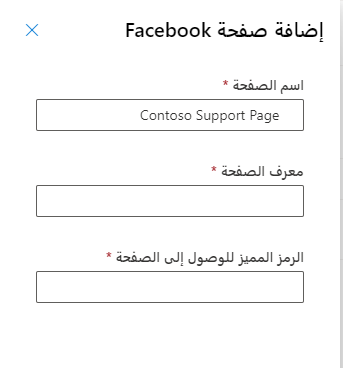 إضافة صفحة Facebook
اسم الصفحة *
Contoso Support Page
معرف الصفحة *
الرمز المميز للوصول إلى الصفحة *